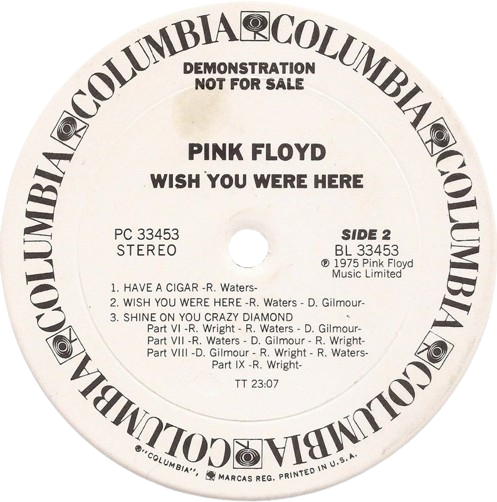 COLUMBIA COLUMBIA COLUMBIA COLUMBIA COLUMBIA COLUMBIA COLUMBIA COLUMBIA
DEMONSTRATION
NOT FOR SALE
PINK FLOYD
WISH YOU WERE HERE
PC 33453
STEREO
SIDE 2
BL 33453
℗ 1975 Pink Floyd
Music Limited
1. HAVE A CIGAR -R. Waters-
2. WISH YOU WERE HERE -R. Waters - D. Gilmour-
3. SHINE ON YOU CRAZY DIAMOND
Part VI -R. Wright - R. Waters - D. Gilmour-
Part VII -R. Waters - D. Gilmour - R. Wright-
Part VIII -D. Gilmour - R. Wright - R. Waters-
Part IX -R. Wright-
TT 23:07
®"COLUMBIA", MARCAS REG. PRINTED IN U.S.A.